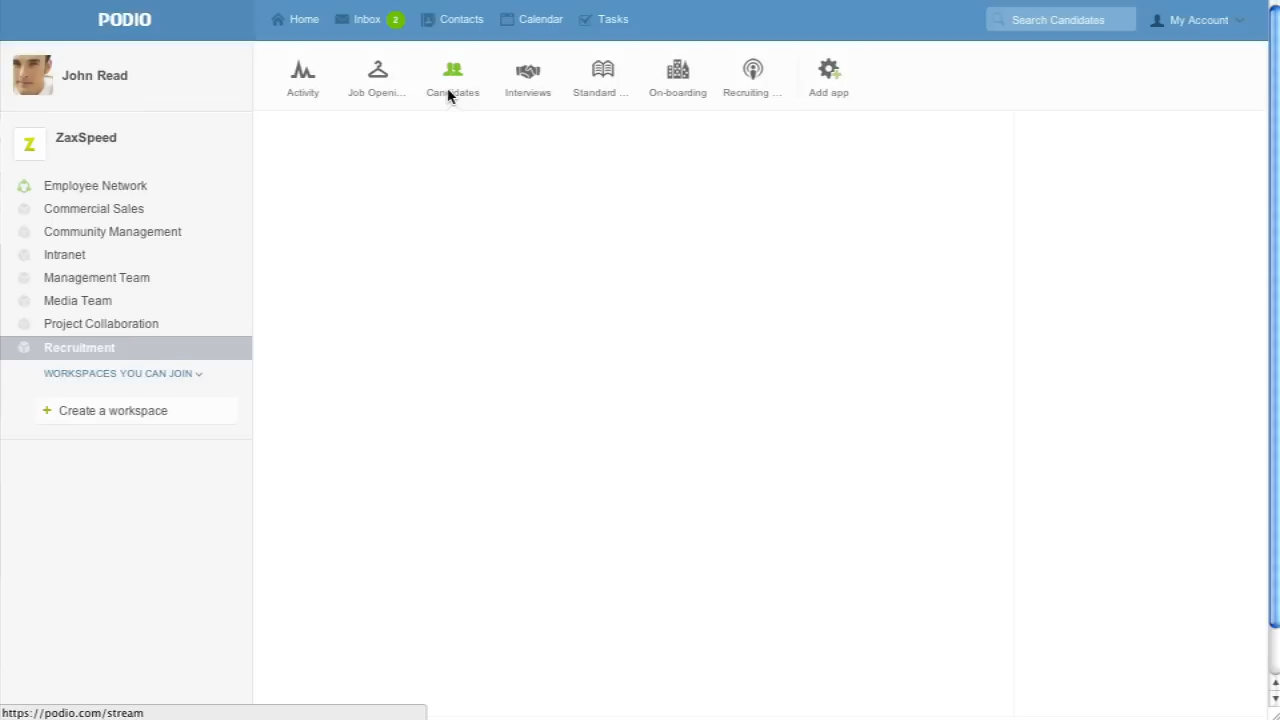 PODIO
Home
Inbox 2
Contacts
Calendar
Tasks
Search Candidates
My Account
John Read
Activity
Job Openi...
Candidates
Interviews
Standard ...
On-boarding
Recruiting ...
Add app
Z
ZaxSpeed
Employee Network
Commercial Sales
Community Management
Intranet
Management Team
Media Team
Project Collaboration
Recruitment
WORKSPACES YOU CAN JOIN
+ Create a workspace
https://podio.com/stream